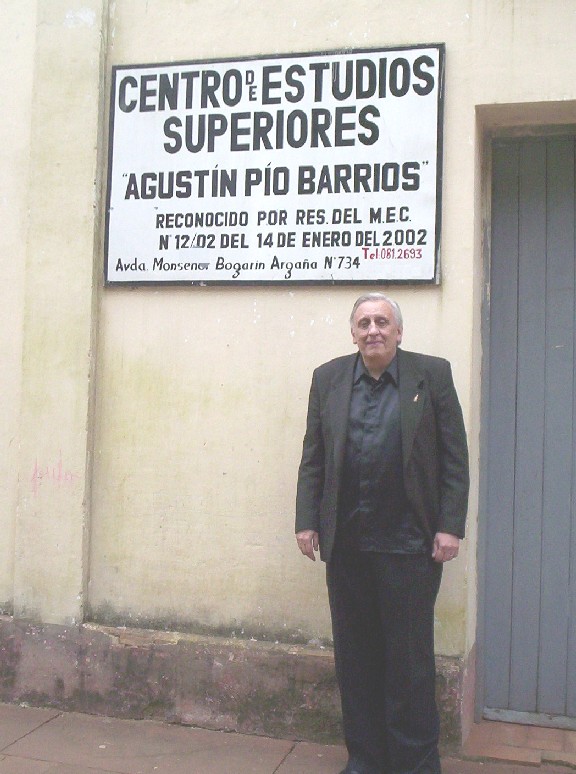 CENTRO DE ESTUDIOS
SUPERIORES
"AGUSTÍN PÍO BARRIOS"
RECONOCIDO POR RES. DEL M.E.C.
N° 12/02 DEL 14 DE ENERO DEL 2002
Tel.081.2693
Avda. Monseñor Bogarin Argaña N° 734